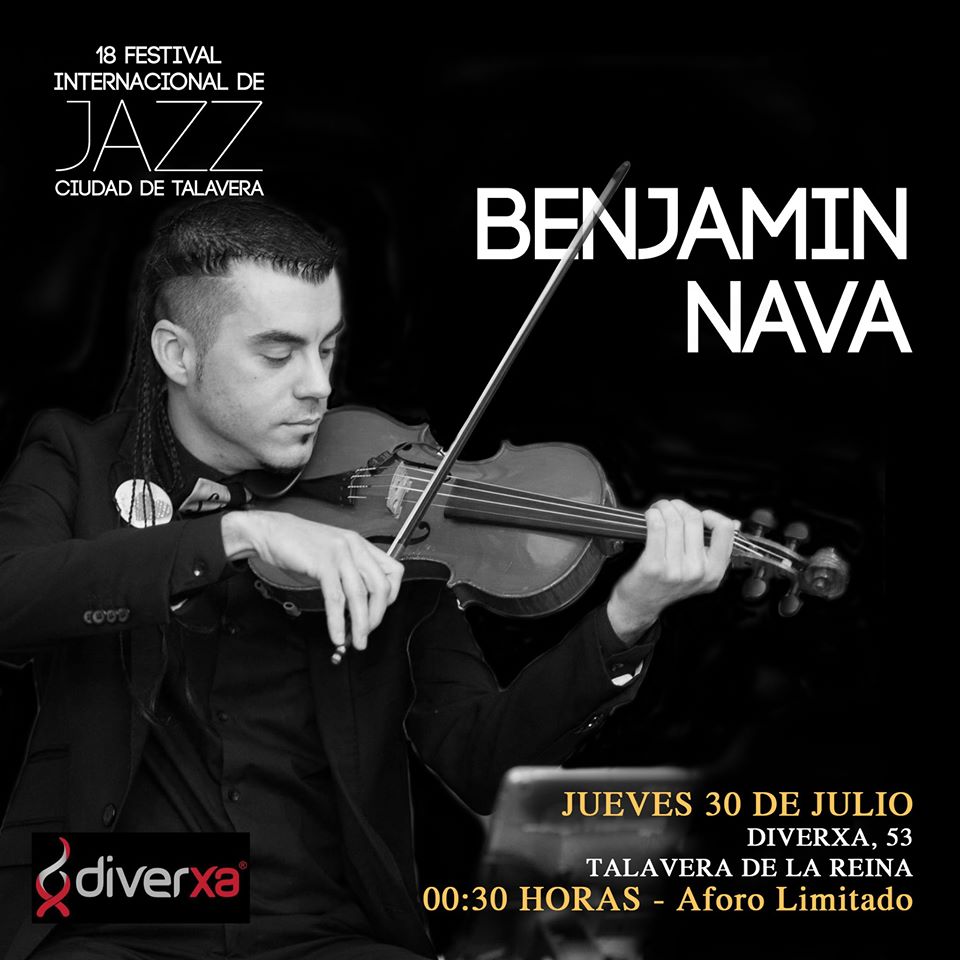 18 FESTIVAL
INTERNACIONAL DE
JAZZ
CIUDAD DE TALAVERA
BENJAMIN
NAVA
JUEVES 30 DE JULIO
DIVERXA, 53
TALAVERA DE LA REINA
00:30 HORAS - Aforo Limitado
diverxa®